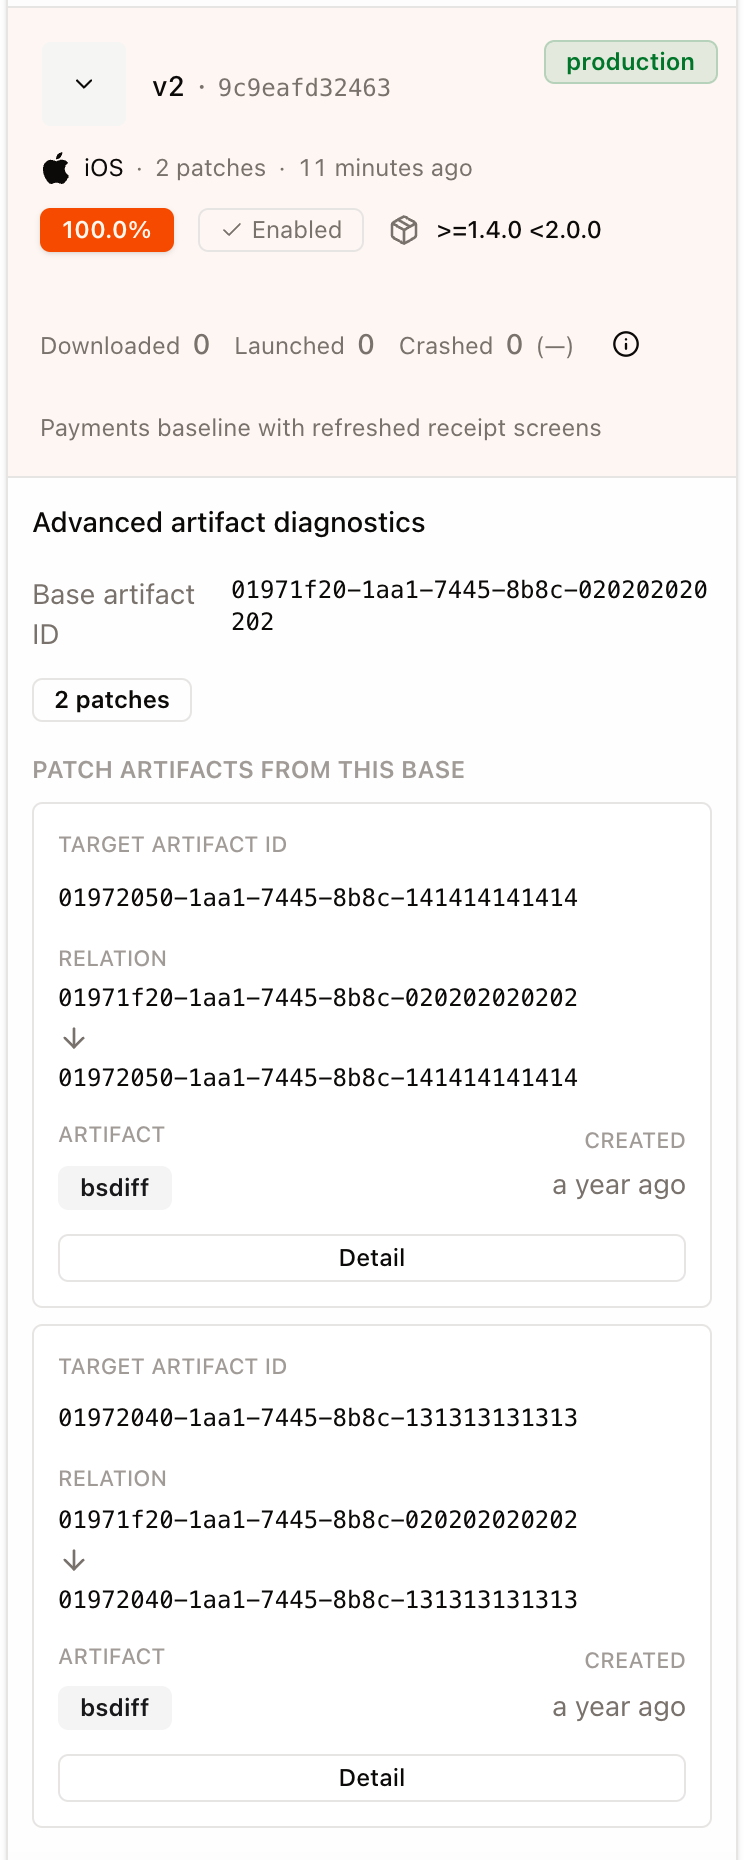 v2 · 9c9eafd32463
production
iOS · 2 patches · 11 minutes ago
100.0%
Enabled
>=1.4.0 <2.0.0
Downloaded 0 Launched 0 Crashed 0 (—)
Payments baseline with refreshed receipt screens
Advanced artifact diagnostics
Base artifact
ID
01971f20-1aa1-7445-8b8c-020202020
202
2 patches
PATCH ARTIFACTS FROM THIS BASE
TARGET ARTIFACT ID
01972050-1aa1-7445-8b8c-141414141414
RELATION
01971f20-1aa1-7445-8b8c-020202020202
↓
01972050-1aa1-7445-8b8c-141414141414
ARTIFACT
bsdiff
CREATED
a year ago
Detail
TARGET ARTIFACT ID
01972040-1aa1-7445-8b8c-131313131313
RELATION
01971f20-1aa1-7445-8b8c-020202020202
↓
01972040-1aa1-7445-8b8c-131313131313
ARTIFACT
bsdiff
CREATED
a year ago
Detail